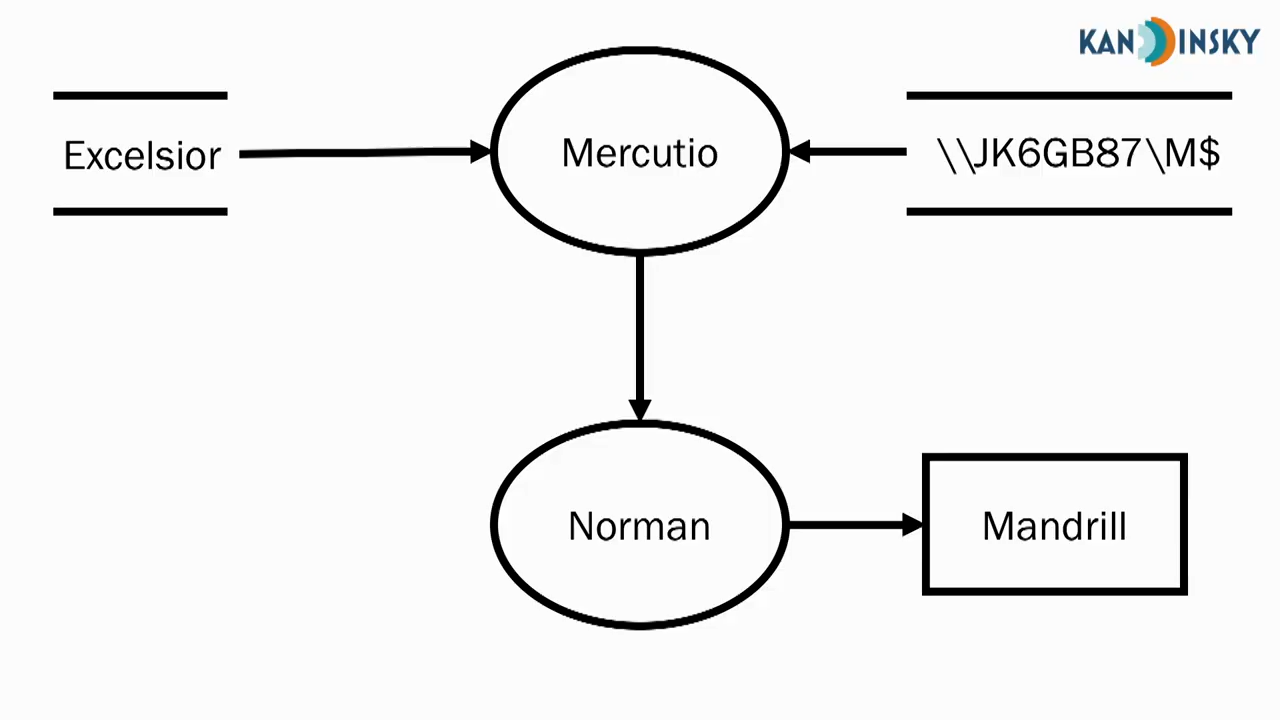 KANDINSKY
Excelsior
Mercutio
\\JK6GB87\M$
Norman
Mandrill